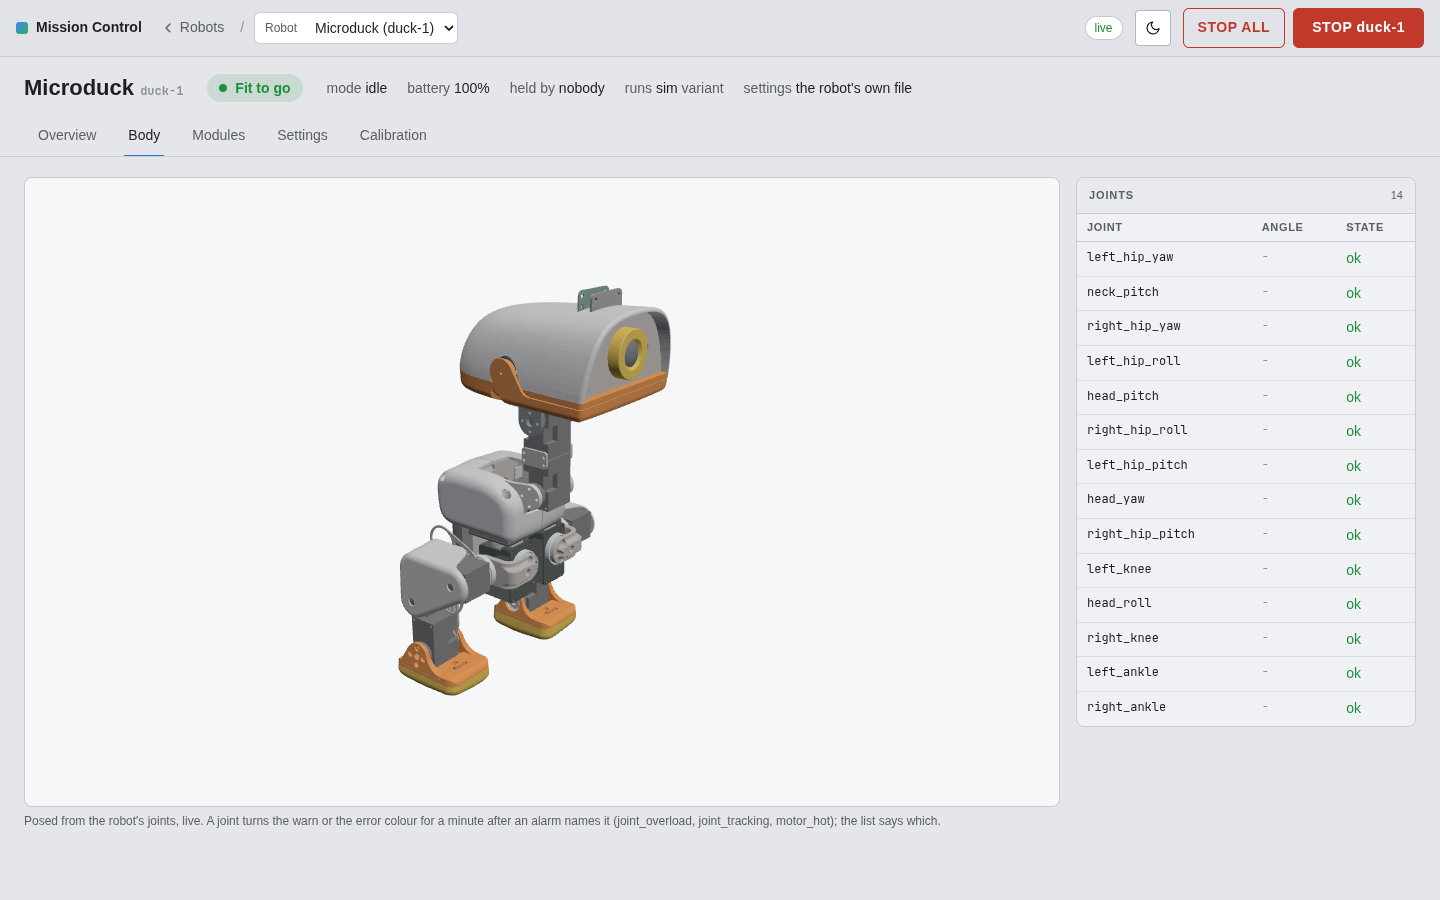 Mission Control Robots / Robot Microduck (duck-1) live STOP ALL STOP duck-1
Microduck duck-1 Fit to go mode idle battery 100% held by nobody runs sim variant settings the robot's own file
Overview Body Modules Settings Calibration
JOINTS 14
JOINT ANGLE STATE
left_hip_yaw - ok
neck_pitch - ok
right_hip_yaw - ok
left_hip_roll - ok
head_pitch - ok
right_hip_roll - ok
left_hip_pitch - ok
head_yaw - ok
right_hip_pitch - ok
left_knee - ok
head_roll - ok
right_knee - ok
left_ankle - ok
right_ankle - ok
Posed from the robot's joints, live. A joint turns the warn or the error colour for a minute after an alarm names it (joint_overload, joint_tracking, motor_hot); the list says which.